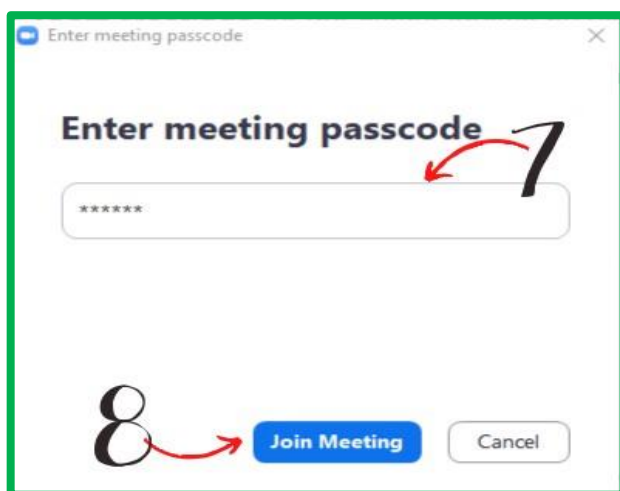 Enter meeting passcode
Enter meeting passcode
7
******
8
Join Meeting
Cancel